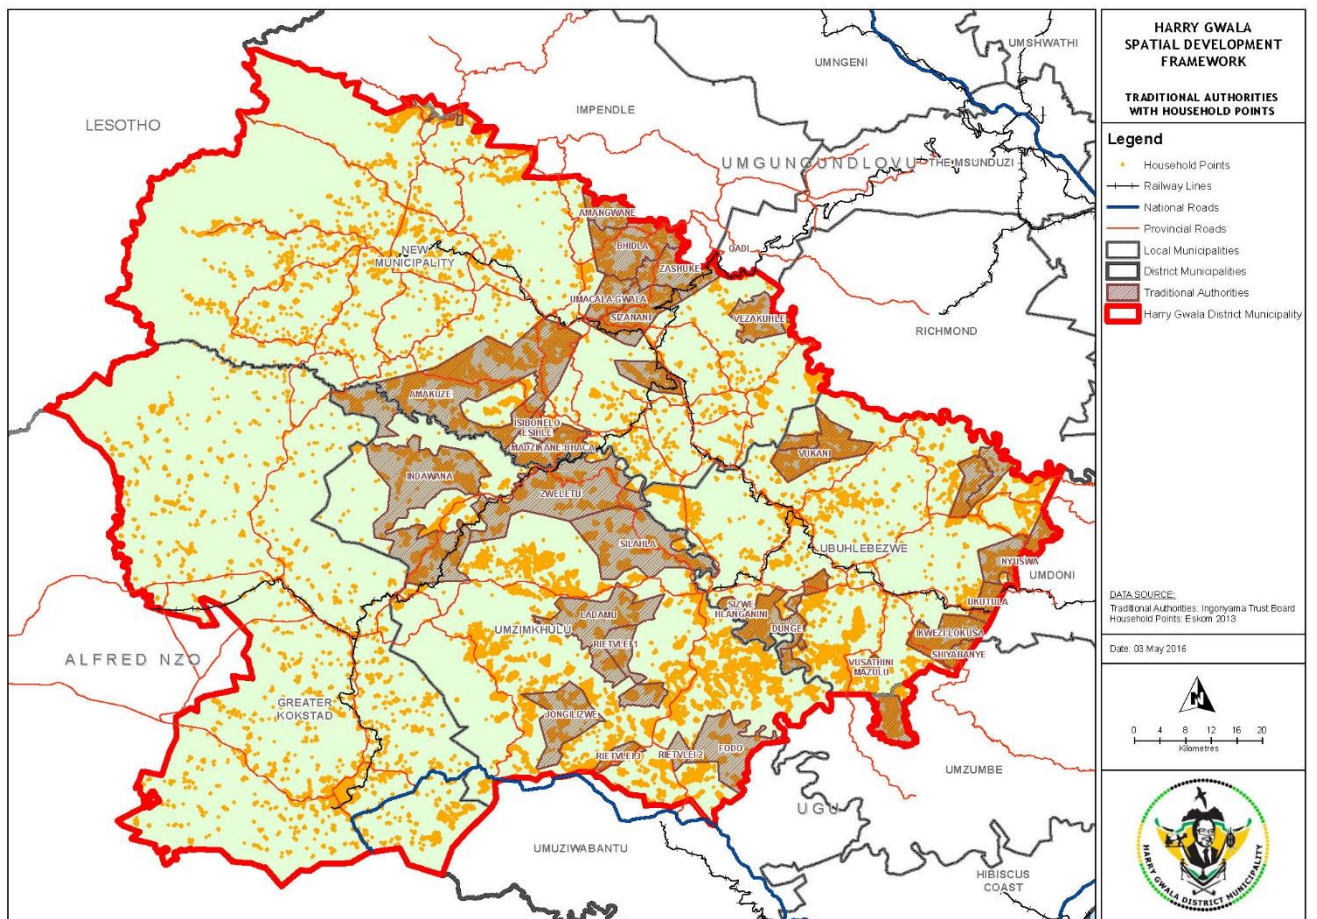 UMSHWATHI
UMNGENI
LESOTHO
IMPENDLE
UMGUNGUNDLOVU
THE MSUNDUZI
AMANGWANE
BHIDLA
QADI
NEW
MUNICIPALITY
ZASHUKE
UMACALA-GWALA
SIZANANI
VEZAKUHLE
RICHMOND
AMAKUZE
ISIBONELO
ESIHLE
MADZIKANE-BHACA
VUKANI
INDAWANA
ZWELETU
SILAHLA
UBUHLEBEZWE
NYUSWA
UMDONI
UKUTULA
SIZWE
HLANGANINI
LADAMU
DUNGE
UMZIMKHULU
RIETVLEI 1
IKWEZI LOKUSA
SHIYABANYE
ALFRED NZO
VUSATHINI
MAZULU
GREATER
KOKSTAD
JONGILIZWE
RIETVLEI 3
RIETVLEI 2
FODO
UMZUMBE
UGU
UMUZIWABANTU
HIBISCUS
COAST
HARRY GWALA
SPATIAL DEVELOPMENT
FRAMEWORK
TRADITIONAL AUTHORITIES
WITH HOUSEHOLD POINTS
Legend
Household Points
Railway Lines
National Roads
Provincial Roads
Local Municipalities
District Municipalities
Traditional Authorities
Harry Gwala District Municipality
DATA SOURCE:
Traditional Authorities: Ingonyama Trust Board
Household Points: Eskom 2013
Date: 03 May 2016
N
0 4 8 12 16 20
Kilometres
HARRY GWALA DISTRICT MUNICIPALITY